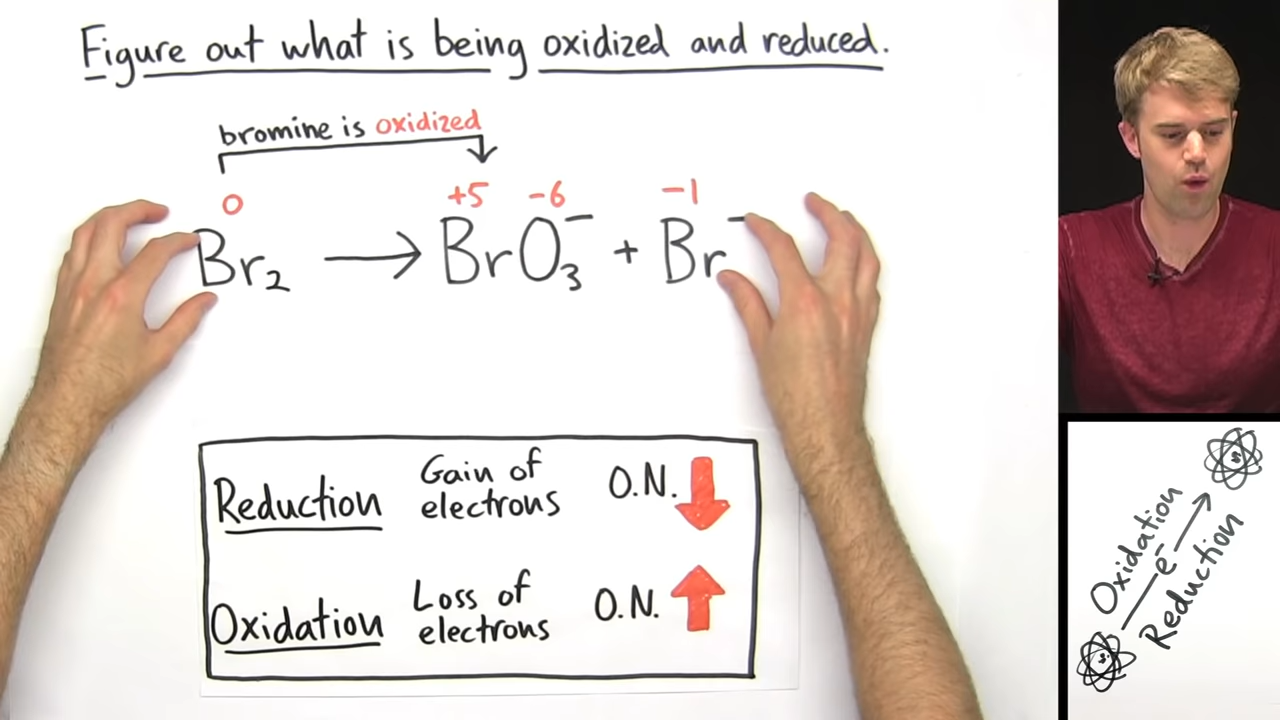 Figure out what is being oxidized and reduced.
bromine is oxidized
0 +5 -6 -1
Br₂ → BrO₃⁻ + Br⁻
Reduction Gain of electrons O.N. ↓
Oxidation Loss of electrons O.N. ↑
Oxidation
e⁻ →
Reduction